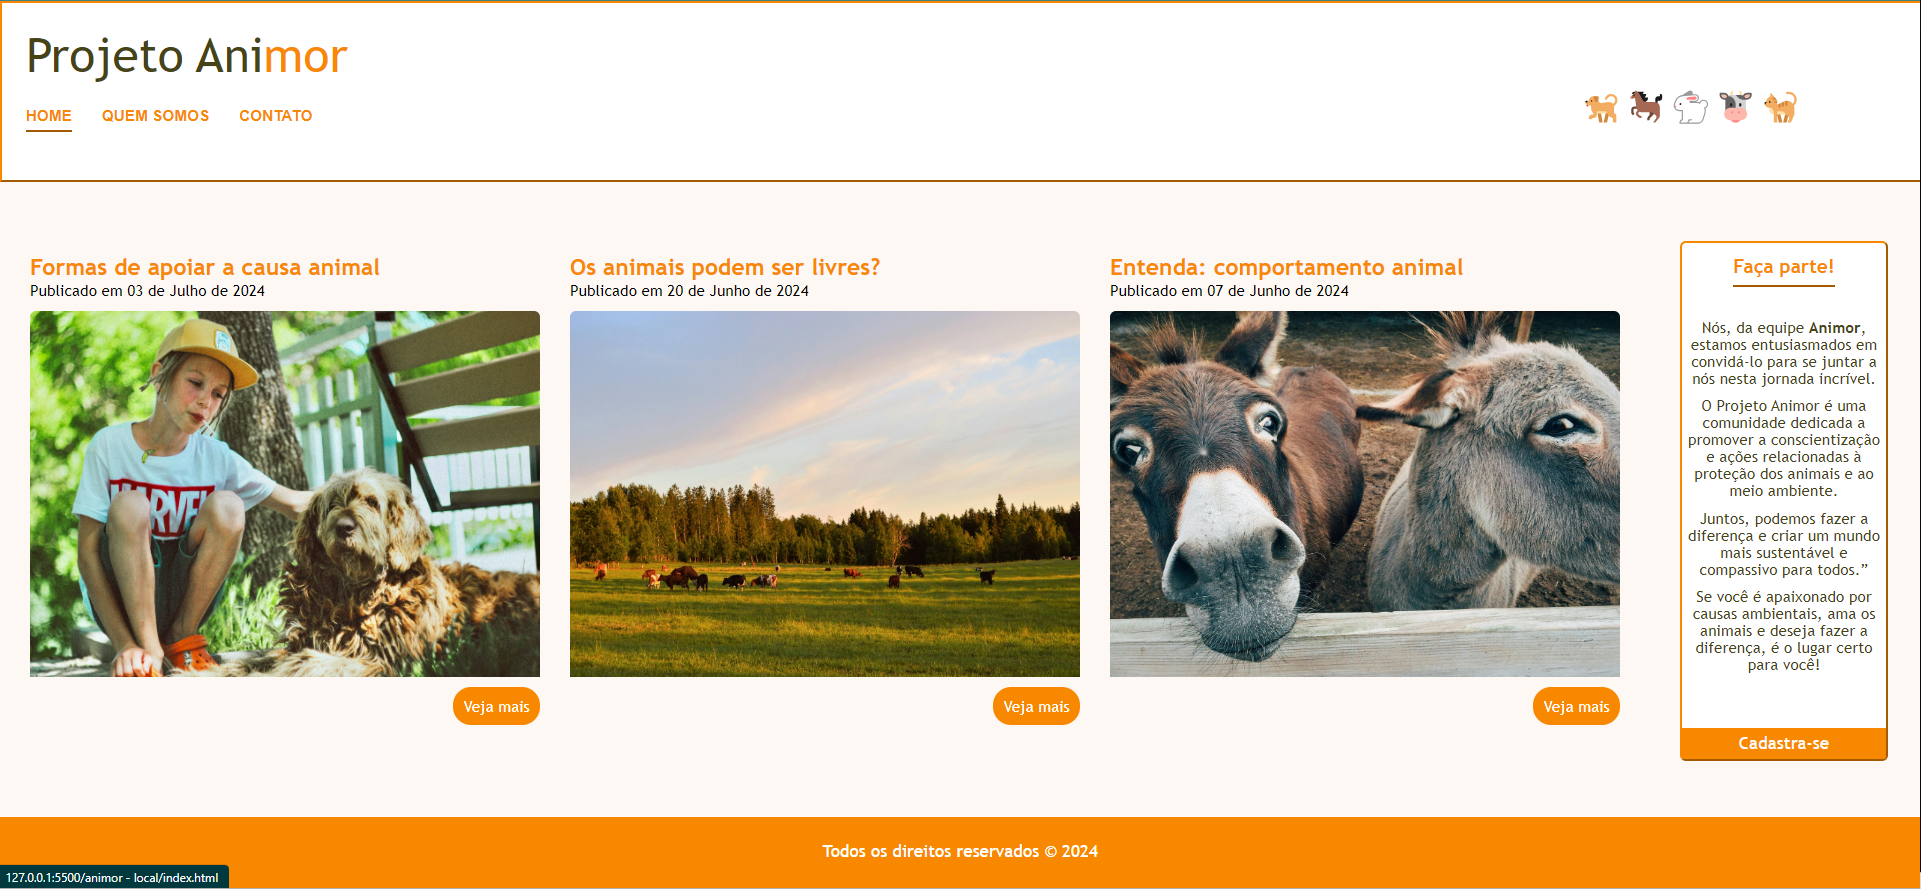 Projeto Animor
HOME QUEM SOMOS CONTATO
Formas de apoiar a causa animal
Publicado em 03 de Julho de 2024
MARVEL
Veja mais
Os animais podem ser livres?
Publicado em 20 de Junho de 2024
Veja mais
Entenda: comportamento animal
Publicado em 07 de Junho de 2024
Veja mais
Faça parte!
Nós, da equipe Animor,
estamos entusiasmados em
convidá-lo para se juntar a
nós nesta jornada incrível.
O Projeto Animor é uma
comunidade dedicada a
promover a conscientização
e ações relacionadas à
proteção dos animais e ao
meio ambiente.
Juntos, podemos fazer a
diferença e criar um mundo
mais sustentável e
compassivo para todos.”
Se você é apaixonado por
causas ambientais, ama os
animais e deseja fazer a
diferença, é o lugar certo
para você!
Cadastra-se
Todos os direitos reservados © 2024
127.0.0.1:5500/animor - local/index.html